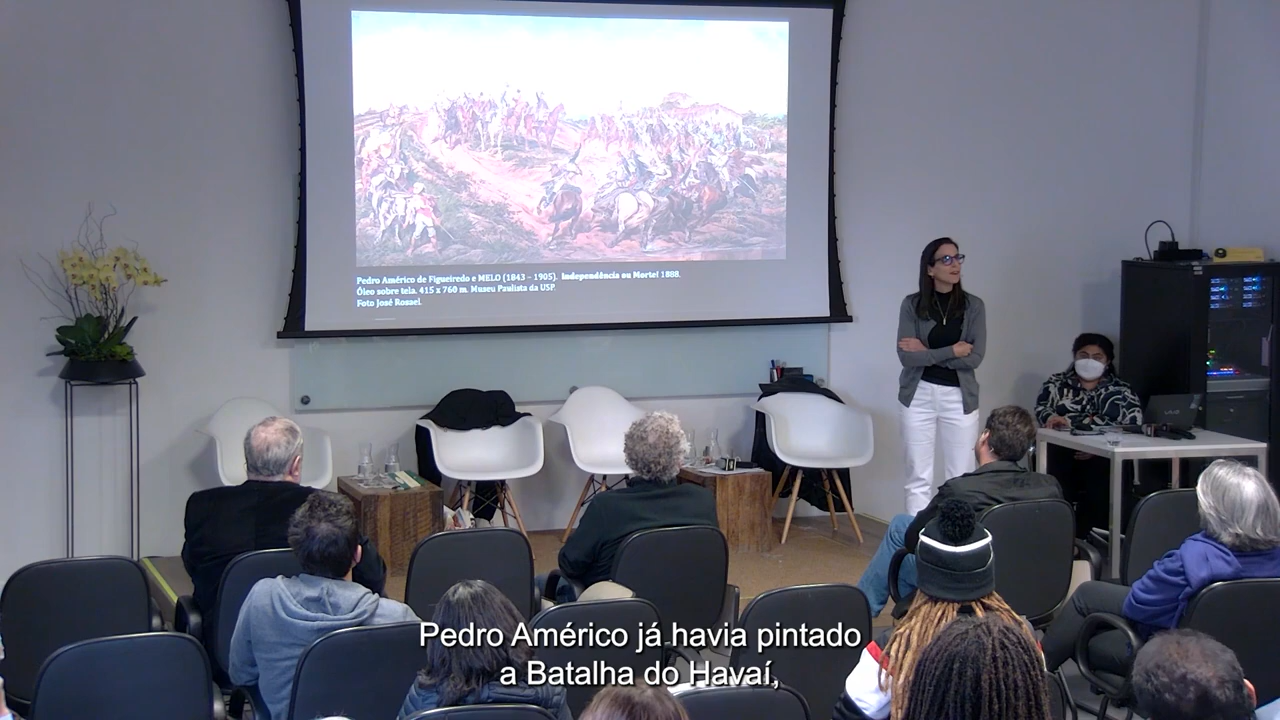 Pedro Américo de Figueiredo e MELO (1843 – 1905). Independência ou Morte! 1888.
Óleo sobre tela. 415 x 760 m. Museu Paulista da USP.
Foto José Rosael.
VAIO
Pedro Américo já havia pintado
a Batalha do Havaí,